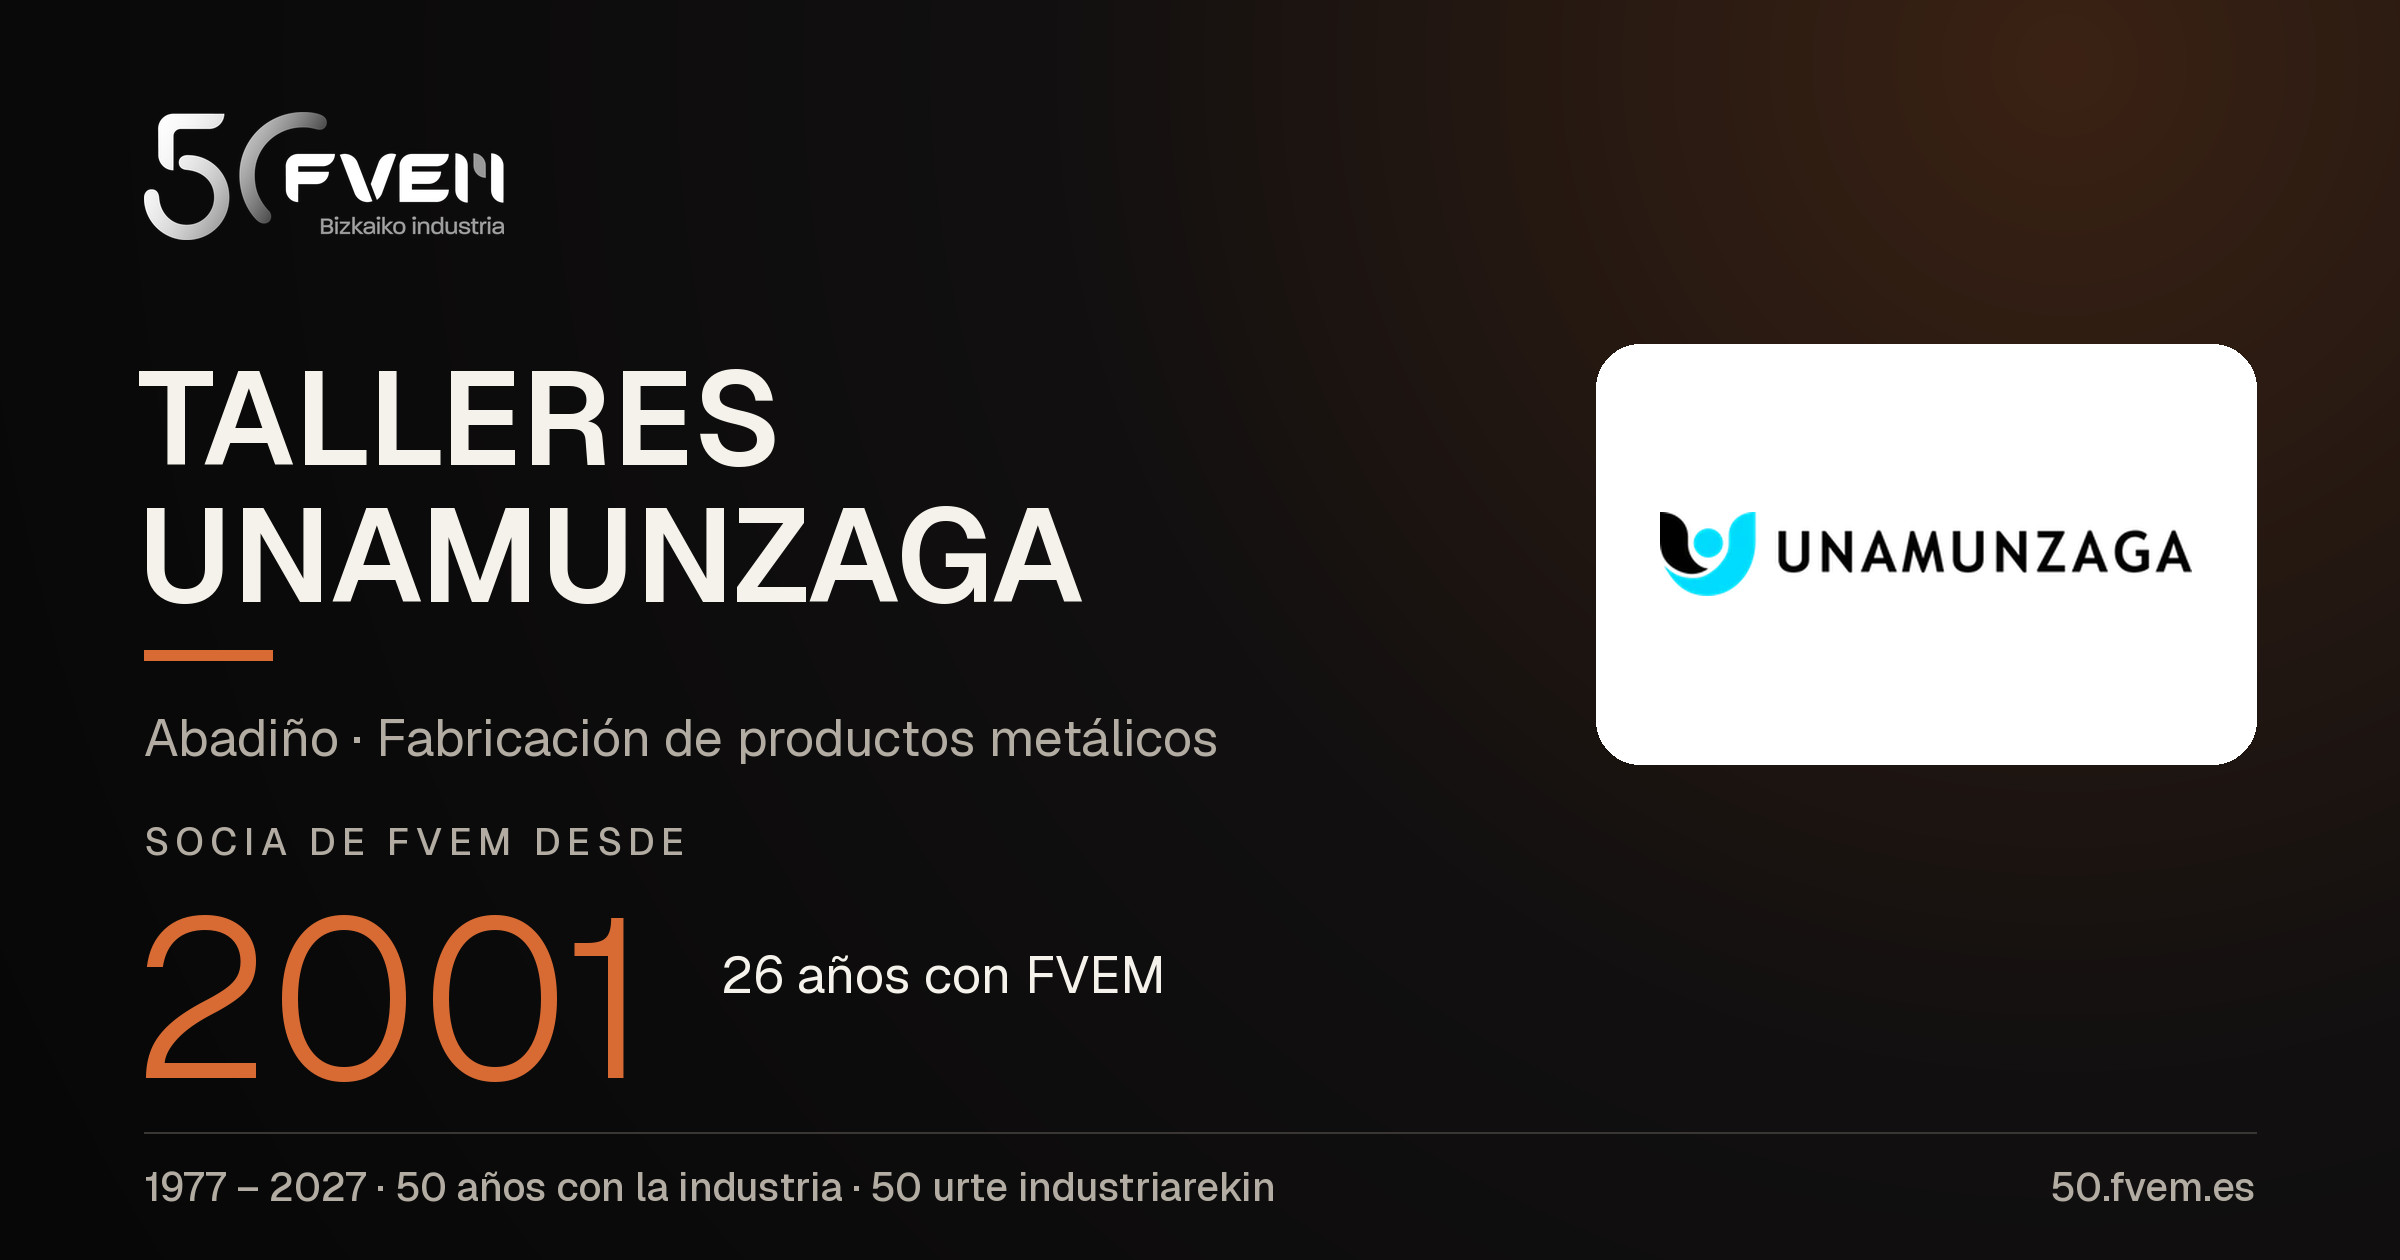 50 FVEM
Bizkaiko industria
TALLERES
UNAMUNZAGA
UNAMUNZAGA
Abadiño · Fabricación de productos metálicos
SOCIA DE FVEM DESDE
2001
26 años con FVEM
1977 – 2027 · 50 años con la industria · 50 urte industriarekin
50.fvem.es